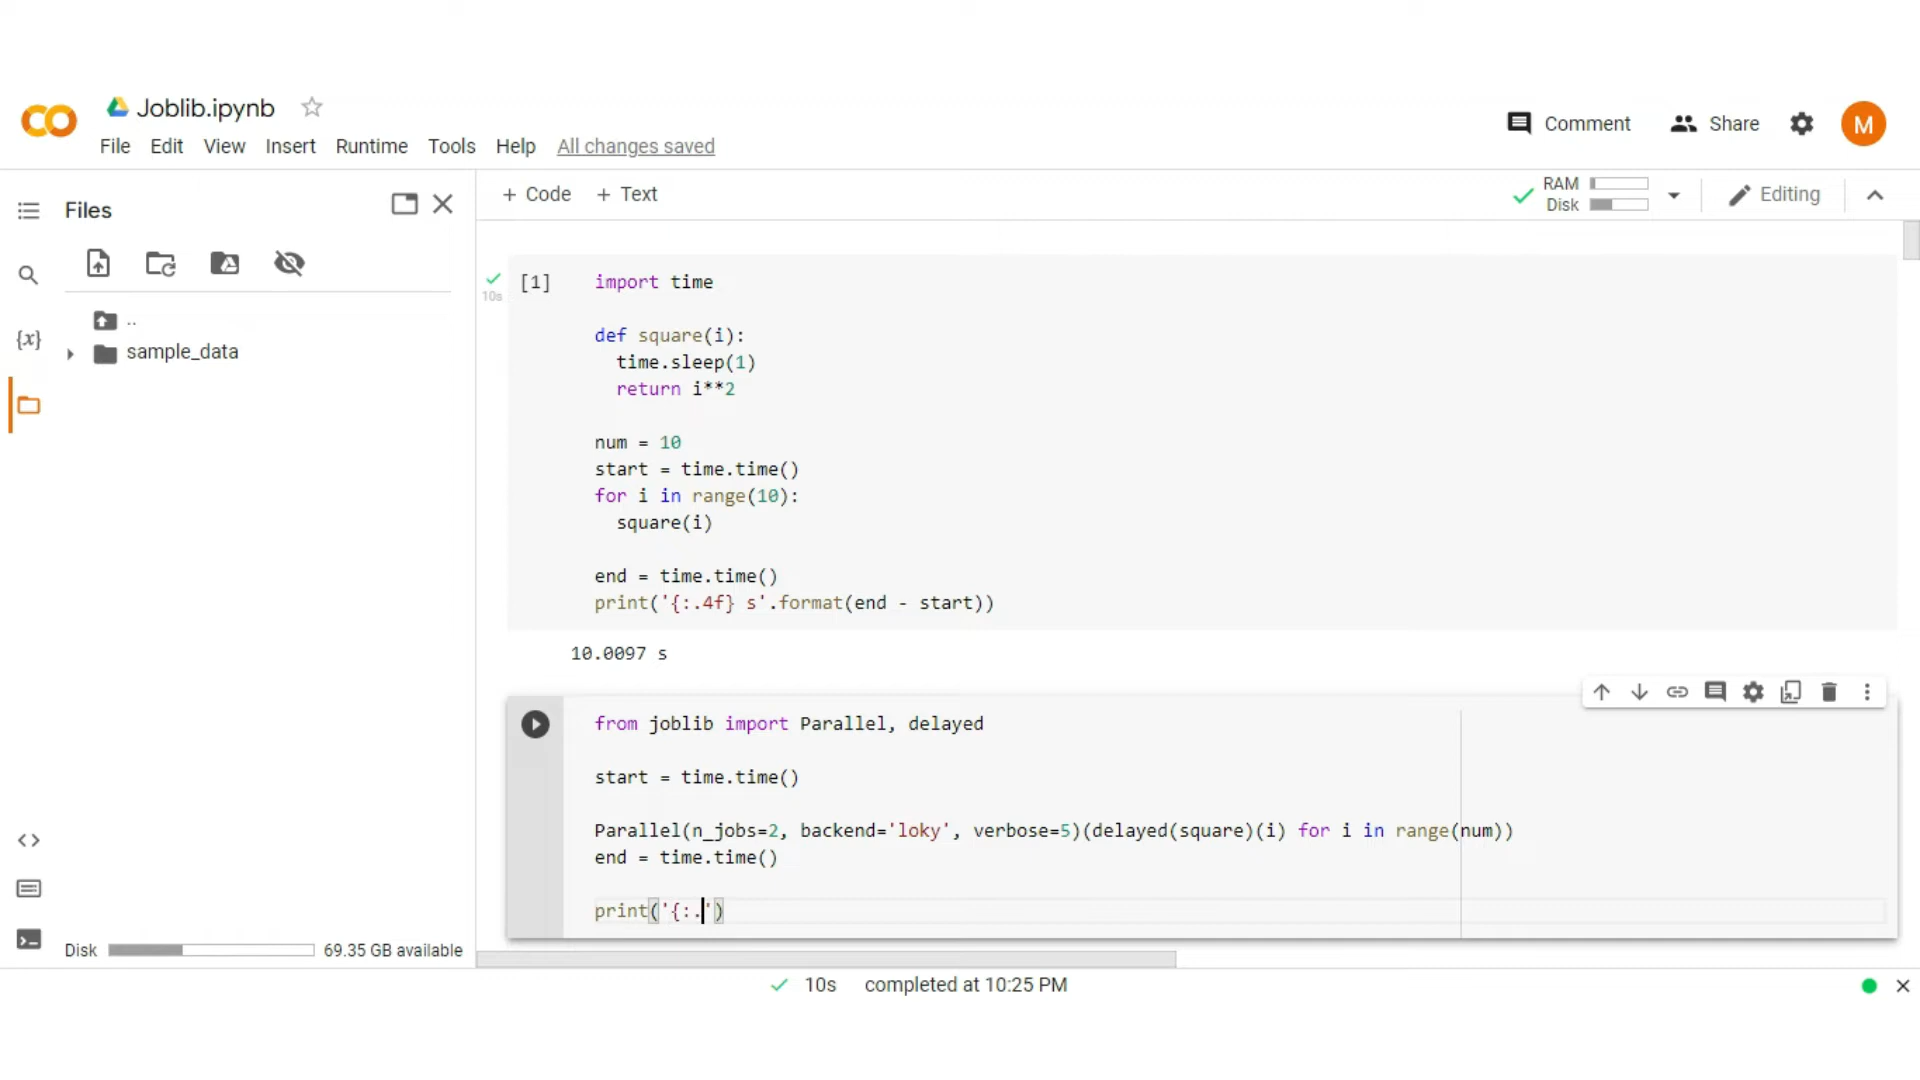 Joblib.ipynb
File Edit View Insert Runtime Tools Help All changes saved
Comment Share M
Files
+ Code + Text
RAM
Disk
Editing
..
sample_data
{x}
10s
[1]
import time
def square(i):
  time.sleep(1)
  return i**2
num = 10
start = time.time()
for i in range(10):
  square(i)
end = time.time()
print('{:.4f} s'.format(end - start))
10.0097 s
from joblib import Parallel, delayed
start = time.time()
Parallel(n_jobs=2, backend='loky', verbose=5)(delayed(square)(i) for i in range(num))
end = time.time()
print('{:.')
Disk 69.35 GB available
10s completed at 10:25 PM